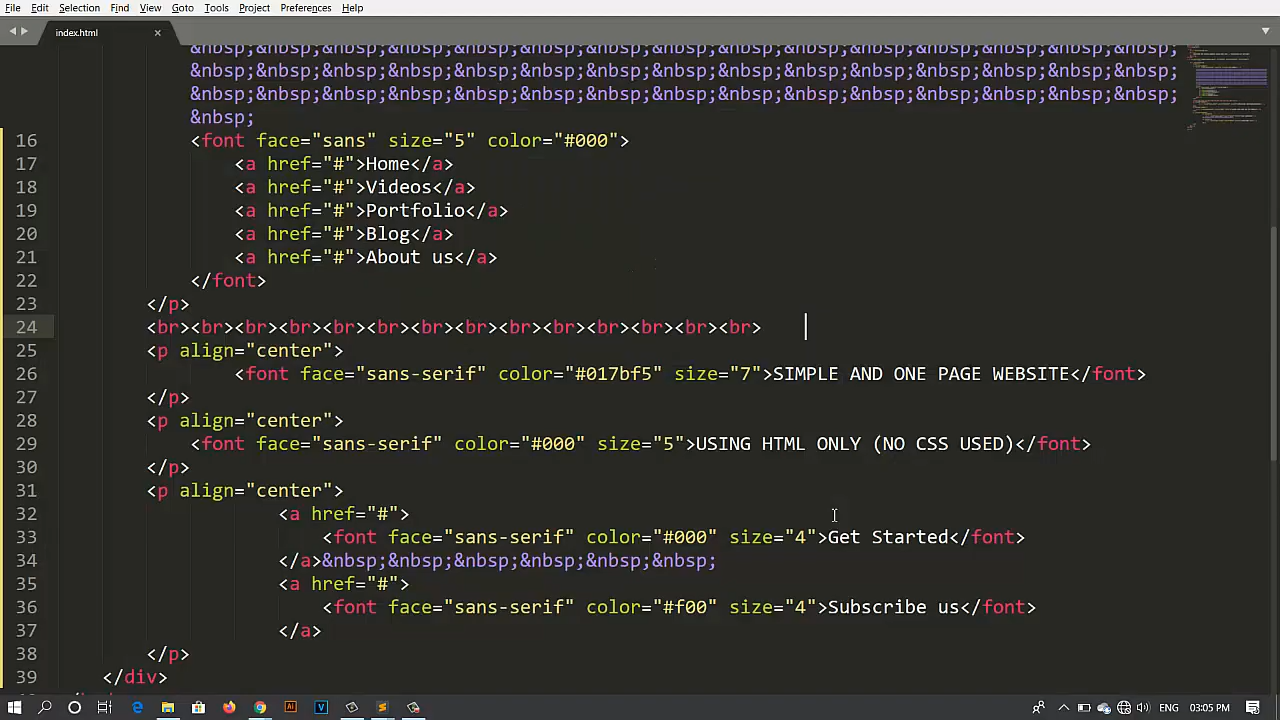 File Edit Selection Find View Goto Tools Project Preferences Help
index.html ×
&nbsp;&nbsp;&nbsp;&nbsp;&nbsp;&nbsp;&nbsp;&nbsp;&nbsp;&nbsp;&nbsp;&nbsp;&nbsp;&nbsp;&nbsp;
&nbsp;&nbsp;&nbsp;&nbsp;&nbsp;&nbsp;&nbsp;&nbsp;&nbsp;&nbsp;&nbsp;&nbsp;&nbsp;&nbsp;&nbsp;
&nbsp;&nbsp;&nbsp;&nbsp;&nbsp;&nbsp;&nbsp;&nbsp;&nbsp;&nbsp;&nbsp;&nbsp;&nbsp;&nbsp;&nbsp;
&nbsp;
16 <font face="sans" size="5" color="#000">
17 <a href="#">Home</a>
18 <a href="#">Videos</a>
19 <a href="#">Portfolio</a>
20 <a href="#">Blog</a>
21 <a href="#">About us</a>
22 </font>
23 </p>
24 <br><br><br><br><br><br><br><br><br><br><br><br><br><br>
25 <p align="center">
26 <font face="sans-serif" color="#017bf5" size="7">SIMPLE AND ONE PAGE WEBSITE</font>
27 </p>
28 <p align="center">
29 <font face="sans-serif" color="#000" size="5">USING HTML ONLY (NO CSS USED)</font>
30 </p>
31 <p align="center">
32 <a href="#">
33 <font face="sans-serif" color="#000" size="4">Get Started</font>
34 </a>&nbsp;&nbsp;&nbsp;&nbsp;&nbsp;&nbsp;
35 <a href="#">
36 <font face="sans-serif" color="#f00" size="4">Subscribe us</font>
37 </a>
38 </p>
39 </div>
ENG 03:05 PM